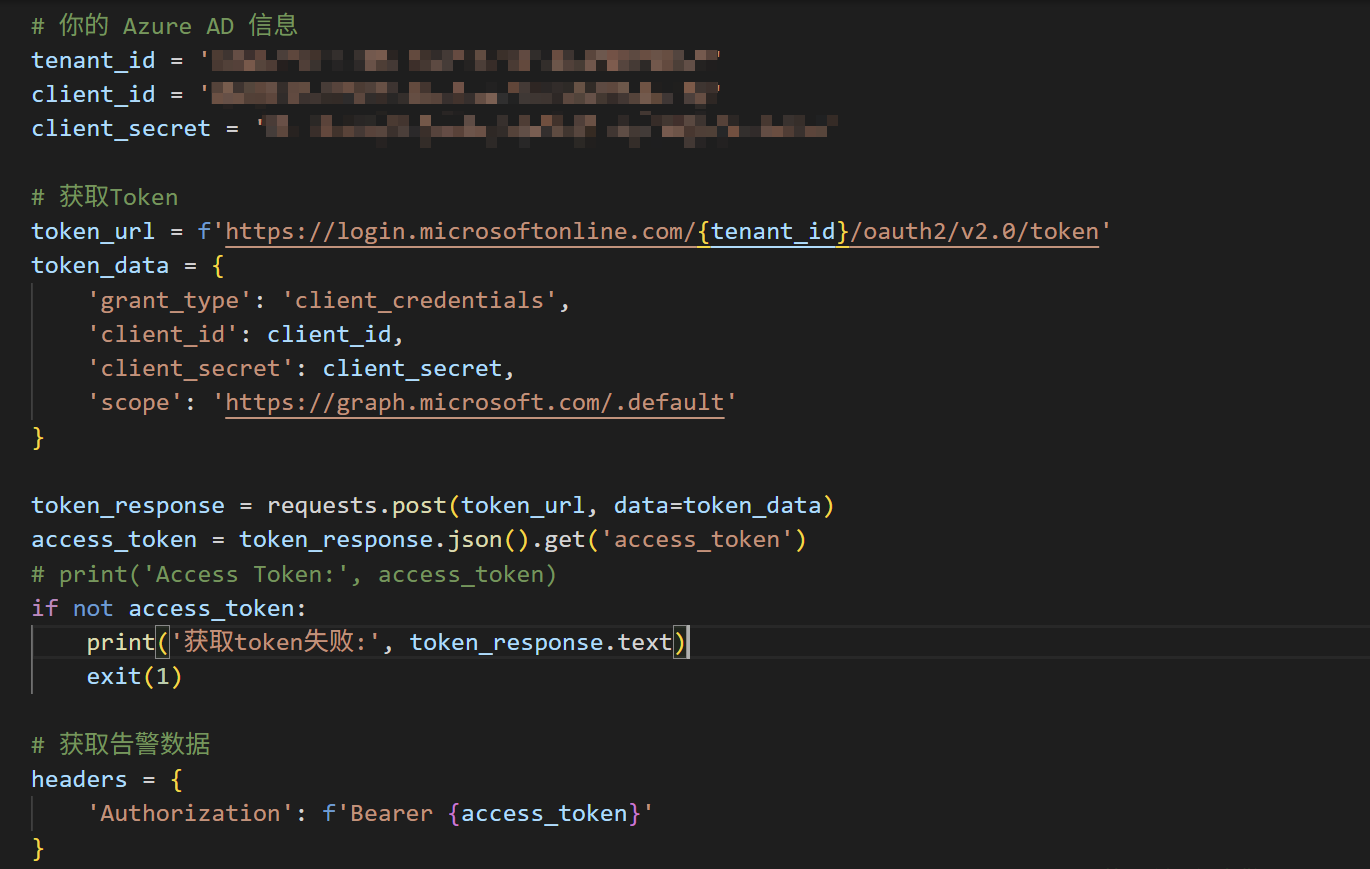 # 你的 Azure AD 信息
tenant_id = '
client_id = '
client_secret = '
# 获取Token
token_url = f'https://login.microsoftonline.com/{tenant_id}/oauth2/v2.0/token'
token_data = {
    'grant_type': 'client_credentials',
    'client_id': client_id,
    'client_secret': client_secret,
    'scope': 'https://graph.microsoft.com/.default'
}
token_response = requests.post(token_url, data=token_data)
access_token = token_response.json().get('access_token')
# print('Access Token:', access_token)
if not access_token:
    print('获取token失败:', token_response.text)
    exit(1)
# 获取告警数据
headers = {
    'Authorization': f'Bearer {access_token}'
}